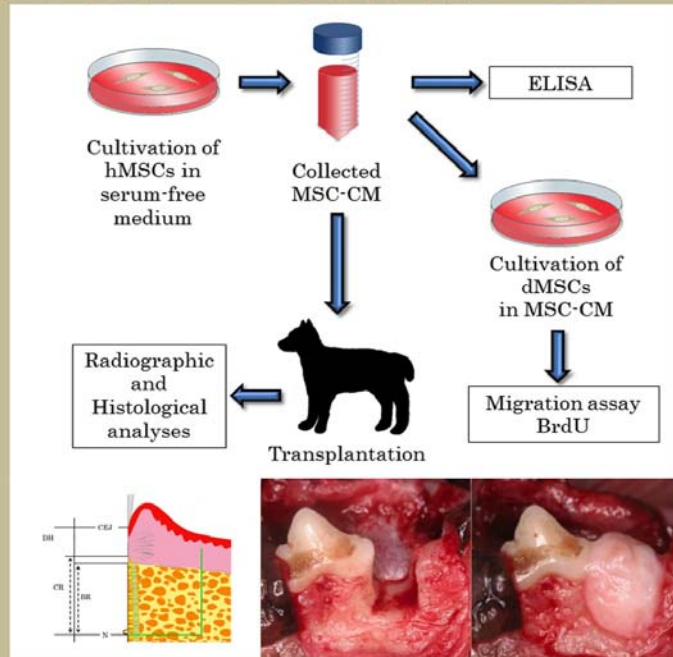 ELISA
Cultivation of
hMSCs in
serum-free
medium
Collected
MSC-CM
Cultivation of
dMSCs
in MSC-CM
Radiographic
and
Histological
analyses
Transplantation
Migration assay
BrdU
CEJ
DH
CR
BR
N